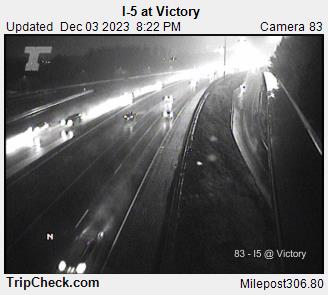 I-5 at Victory
Updated Dec 03 2023 8:22 PM Camera 83
T
N
83 - I5 @ Victory
TripCheck.com Milepost306.80